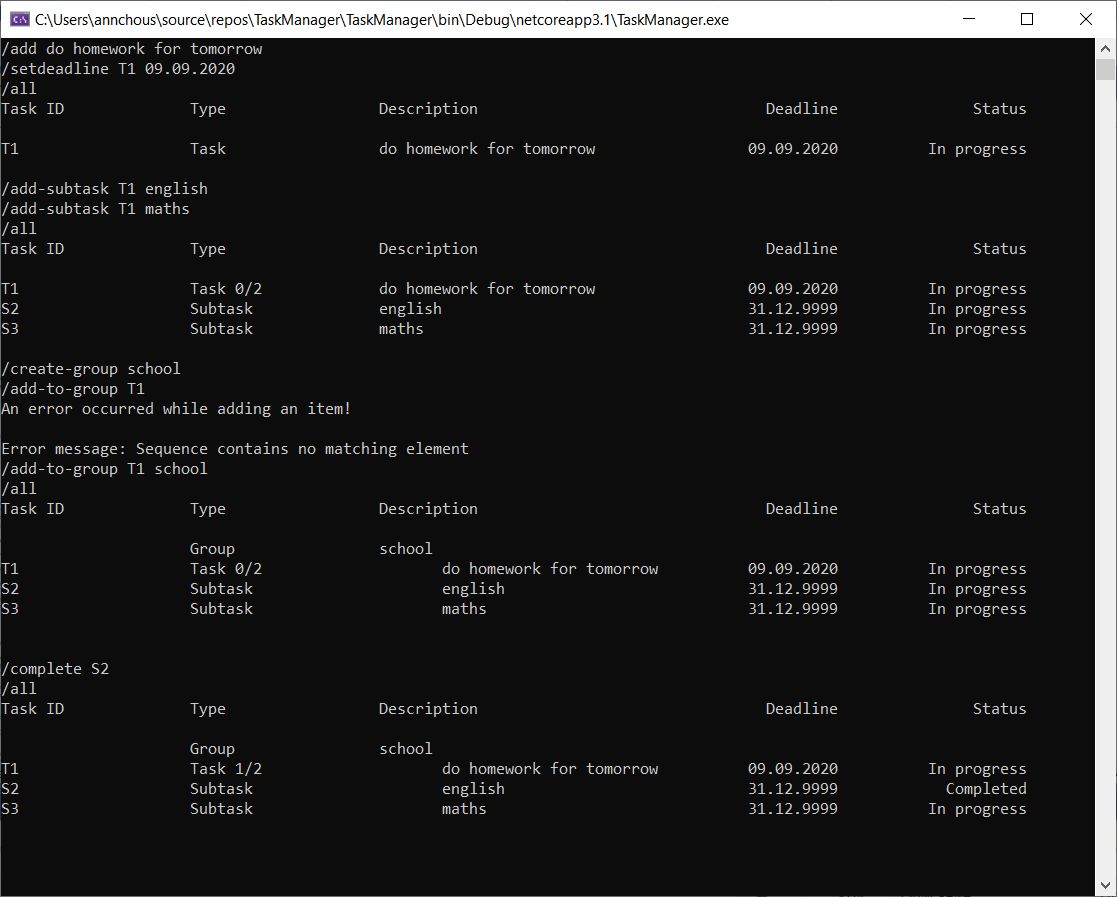 C:\Users\annchous\source\repos\TaskManager\TaskManager\bin\Debug\netcoreapp3.1\TaskManager.exe
/add do homework for tomorrow
/setdeadline T1 09.09.2020
/all
Task ID Type Description Deadline Status
T1 Task do homework for tomorrow 09.09.2020 In progress
/add-subtask T1 english
/add-subtask T1 maths
/all
Task ID Type Description Deadline Status
T1 Task 0/2 do homework for tomorrow 09.09.2020 In progress
S2 Subtask english 31.12.9999 In progress
S3 Subtask maths 31.12.9999 In progress
/create-group school
/add-to-group T1
An error occurred while adding an item!
Error message: Sequence contains no matching element
/add-to-group T1 school
/all
Task ID Type Description Deadline Status
Group school
T1 Task 0/2 do homework for tomorrow 09.09.2020 In progress
S2 Subtask english 31.12.9999 In progress
S3 Subtask maths 31.12.9999 In progress
/complete S2
/all
Task ID Type Description Deadline Status
Group school
T1 Task 1/2 do homework for tomorrow 09.09.2020 In progress
S2 Subtask english 31.12.9999 Completed
S3 Subtask maths 31.12.9999 In progress